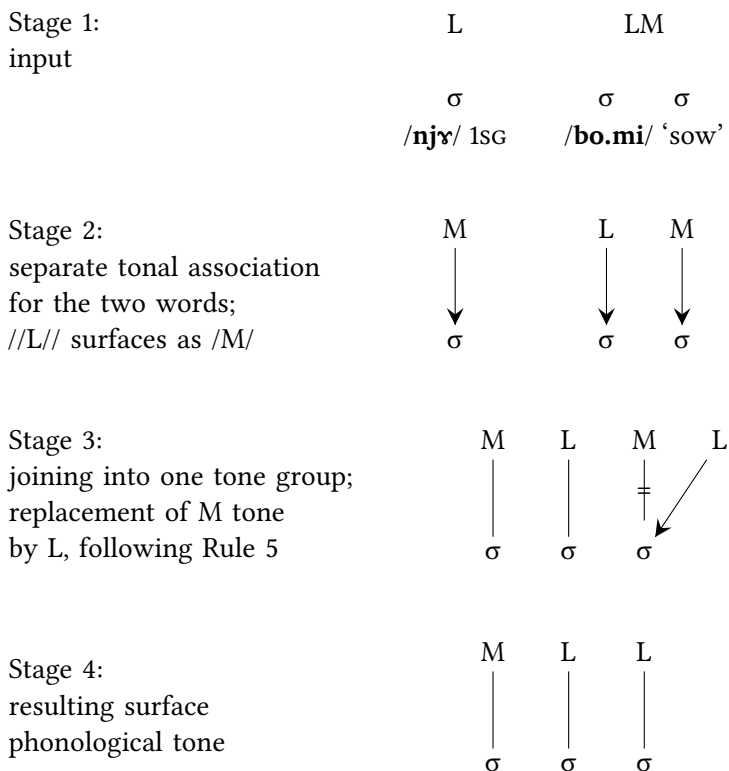 Stage 1: L LM
input
σ σ σ
/njɤ/ 1SG /bo.mi/ ‘sow’
Stage 2: M L M
separate tonal association
for the two words;
//L// surfaces as /M/ σ σ σ
Stage 3: M L M L
joining into one tone group;
replacement of M tone
by L, following Rule 5 σ σ σ
M L L
Stage 4:
resulting surface
phonological tone
σ σ σ